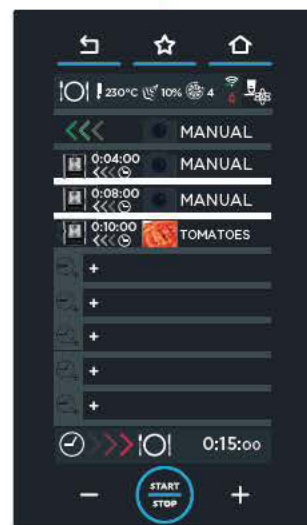 230°C 10% 4 0
MANUAL
0:04:00 MANUAL
0:08:00 MANUAL
0:10:00 TOMATOES
+
+
+
+
+
0:15:00
− START STOP +